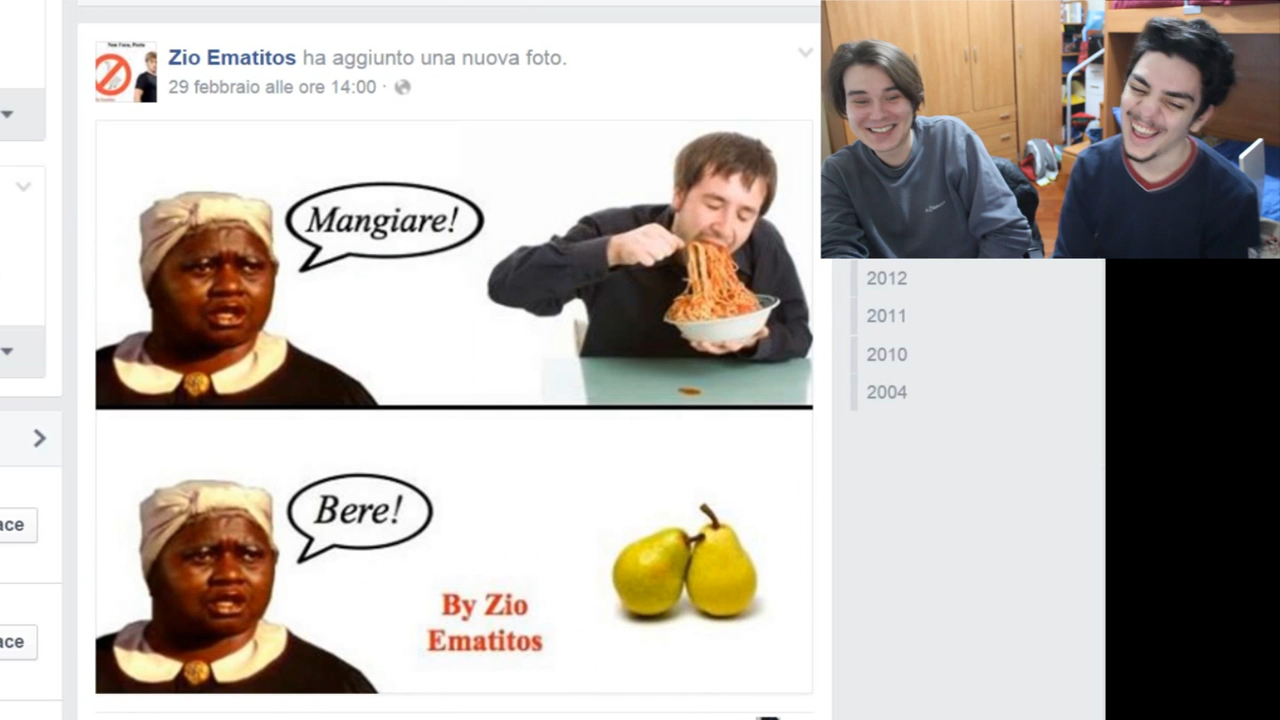 Zio Ematitos ha aggiunto una nuova foto.
29 febbraio alle ore 14:00 ·
Mangiare!
2012
2011
2010
2004
Bere!
ace
By Zio
Ematitos
ace